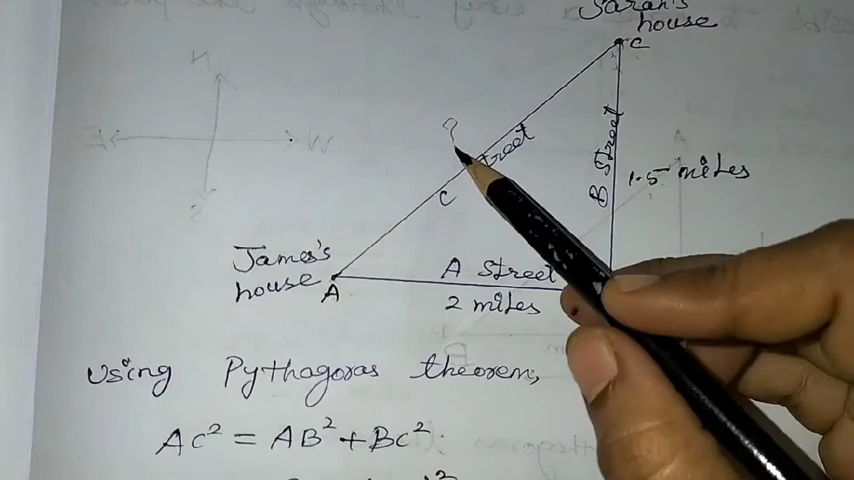 Sarah's
house
C
?
C Street
B Street
1.5 miles
James's
house
A
A Street
2 miles
Using Pythagoras theorem,
AC² = AB² + BC²